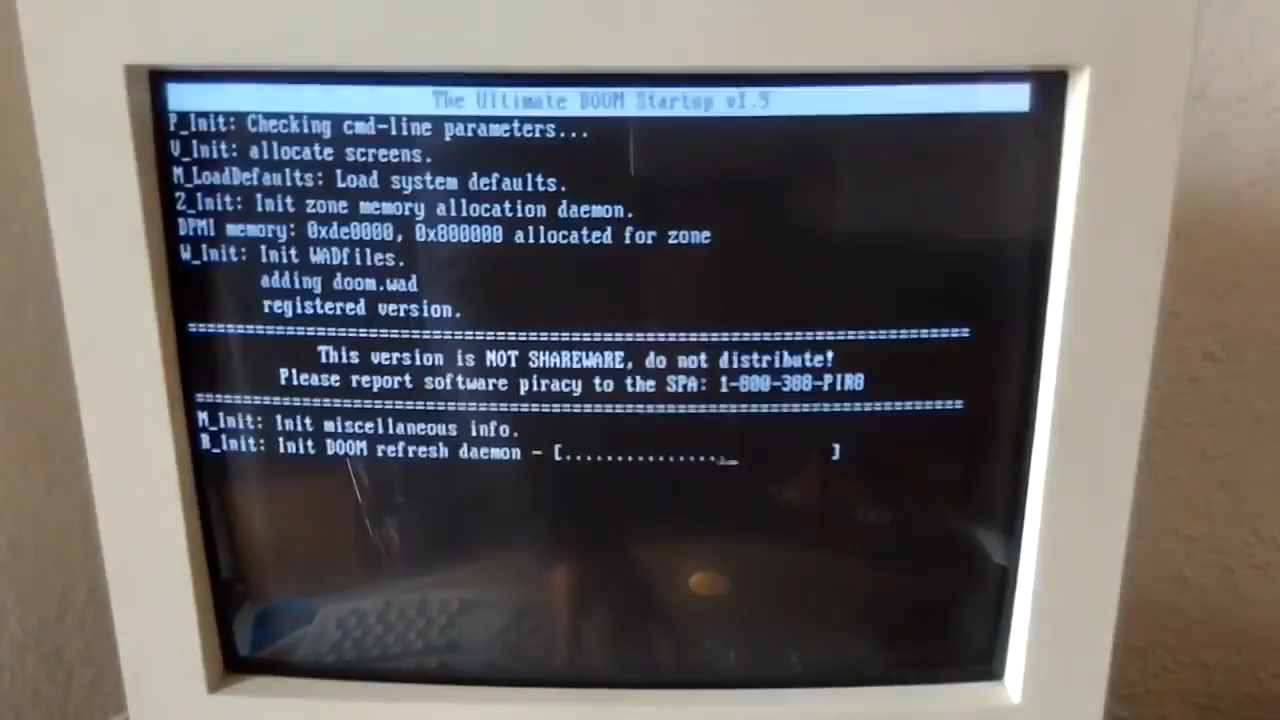 The Ultimate DOOM Startup v1.9
P_Init: Checking cmd-line parameters...
V_Init: allocate screens.
M_LoadDefaults: Load system defaults.
Z_Init: Init zone memory allocation daemon.
DPMI memory: 0xde0000, 0x800000 allocated for zone
W_Init: Init WADfiles.
adding doom.wad
registered version.
===========================================================================
This version is NOT SHAREWARE, do not distribute!
Please report software piracy to the SPA: 1-800-388-PIR8
===========================================================================
M_Init: Init miscellaneous info.
R_Init: Init DOOM refresh daemon - [................ ]